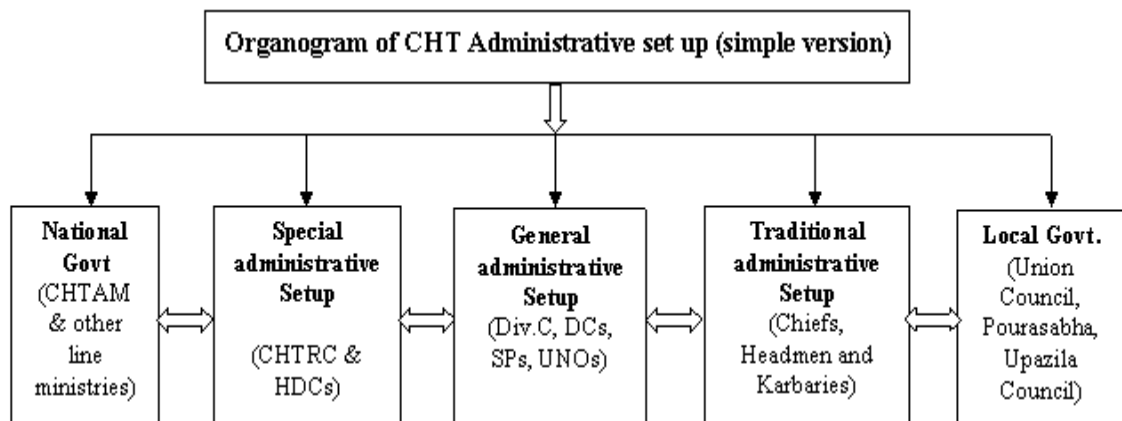 Organogram of CHT Administrative set up (simple version)
National
Govt
(CHTAM
& other
line
ministries)
Special
administrative
Setup
(CHTRC &
HDCs)
General
administrative
Setup
(Div.C, DCs,
SPs, UNOs)
Traditional
administrative
Setup
(Chiefs,
Headmen and
Karbaries)
Local Govt.
(Union
Council,
Pourasabha,
Upazila
Council)